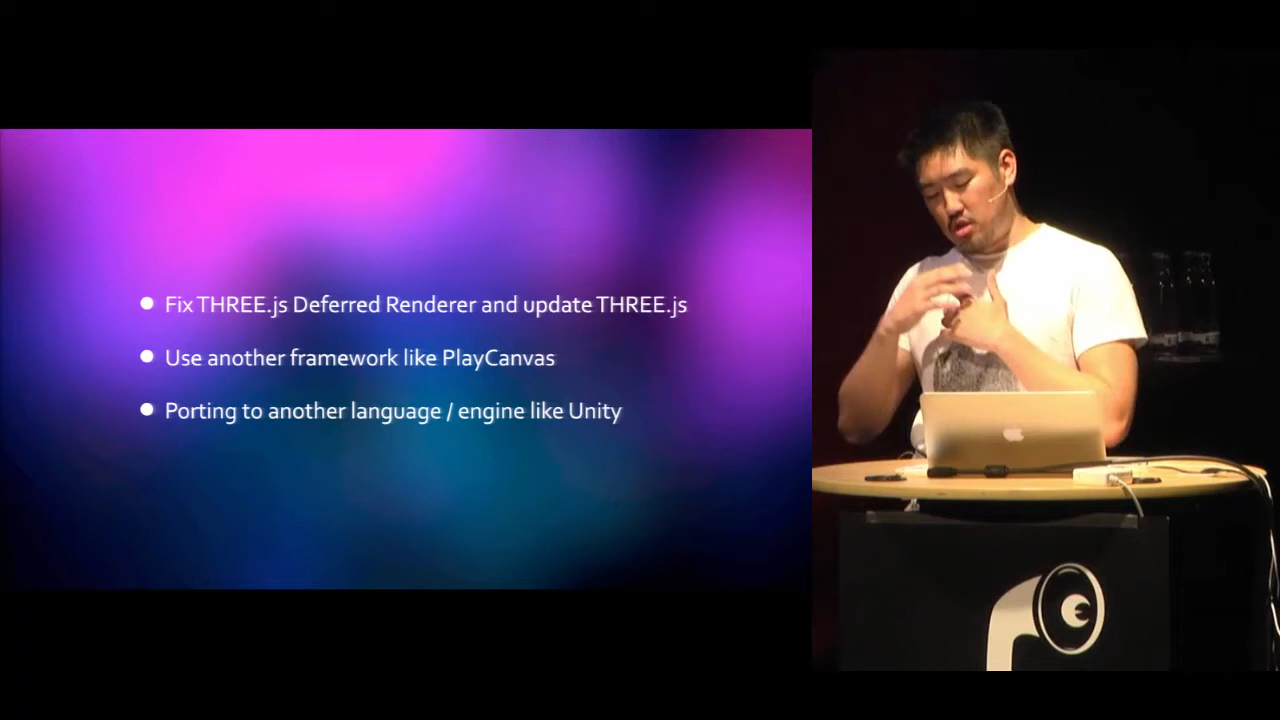 Fix THREE.js Deferred Renderer and update THREE.js
Use another framework like PlayCanvas
Porting to another language / engine like Unity